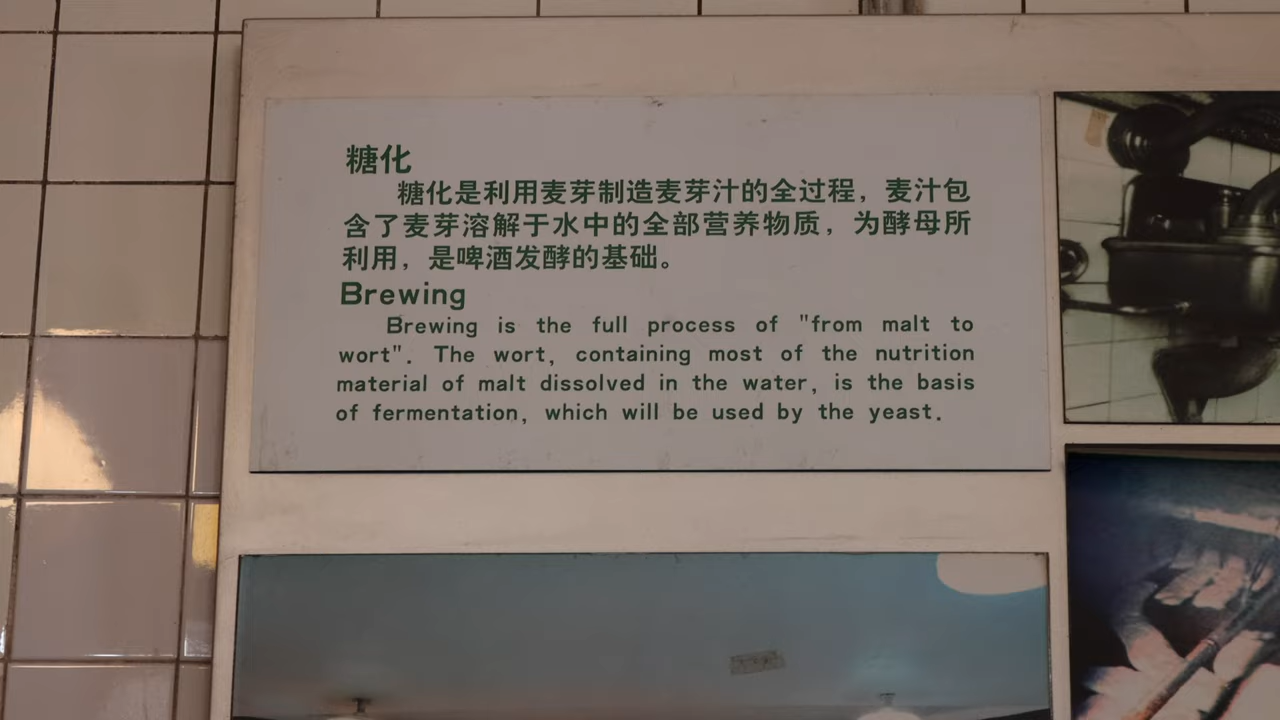 糖化
糖化是利用麦芽制造麦芽汁的全过程，麦汁包
含了麦芽溶解于水中的全部营养物质，为酵母所
利用，是啤酒发酵的基础。
Brewing
Brewing is the full process of "from malt to
wort". The wort, containing most of the nutrition
material of malt dissolved in the water, is the basis
of fermentation, which will be used by the yeast.